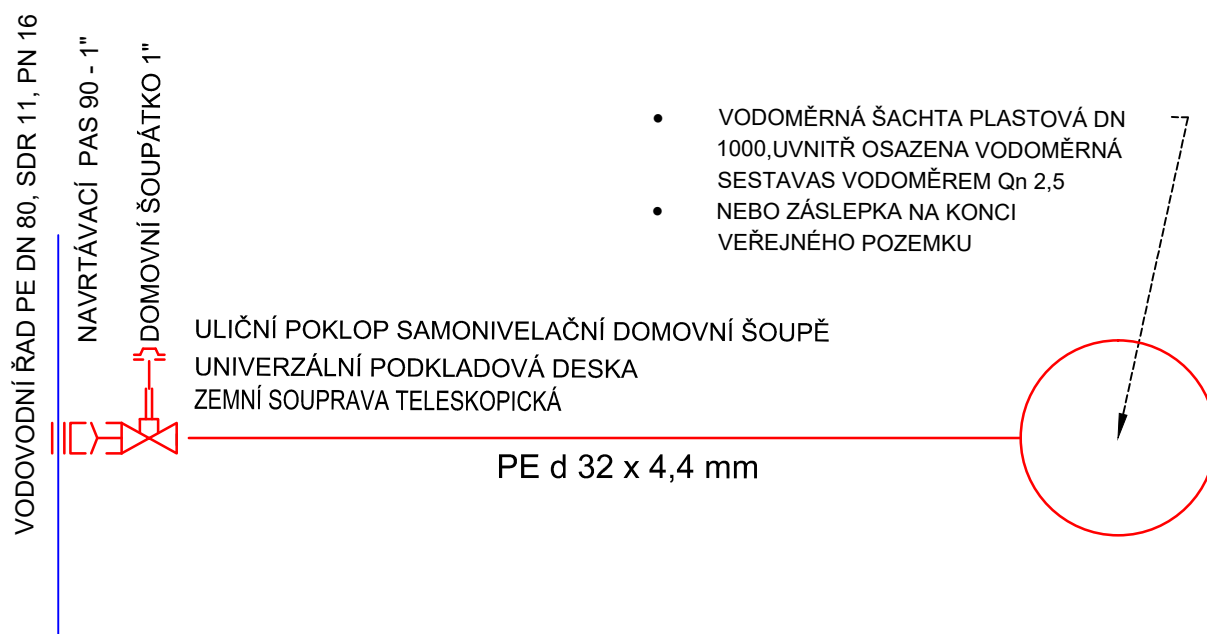 VODOVODNÍ ŘAD PE DN 80, SDR 11, PN 16
NAVRTÁVACÍ PAS 90 - 1"
DOMOVNÍ ŠOUPÁTKO 1"
• VODOMĚRNÁ ŠACHTA PLASTOVÁ DN
1000,UVNITŘ OSAZENA VODOMĚRNÁ
SESTAVAS VODOMĚREM Qn 2,5
• NEBO ZÁSLEPKA NA KONCI
VEŘEJNÉHO POZEMKU
ULIČNÍ POKLOP SAMONIVELAČNÍ DOMOVNÍ ŠOUPĚ
UNIVERZÁLNÍ PODKLADOVÁ DESKA
ZEMNÍ SOUPRAVA TELESKOPICKÁ
PE d 32 x 4,4 mm